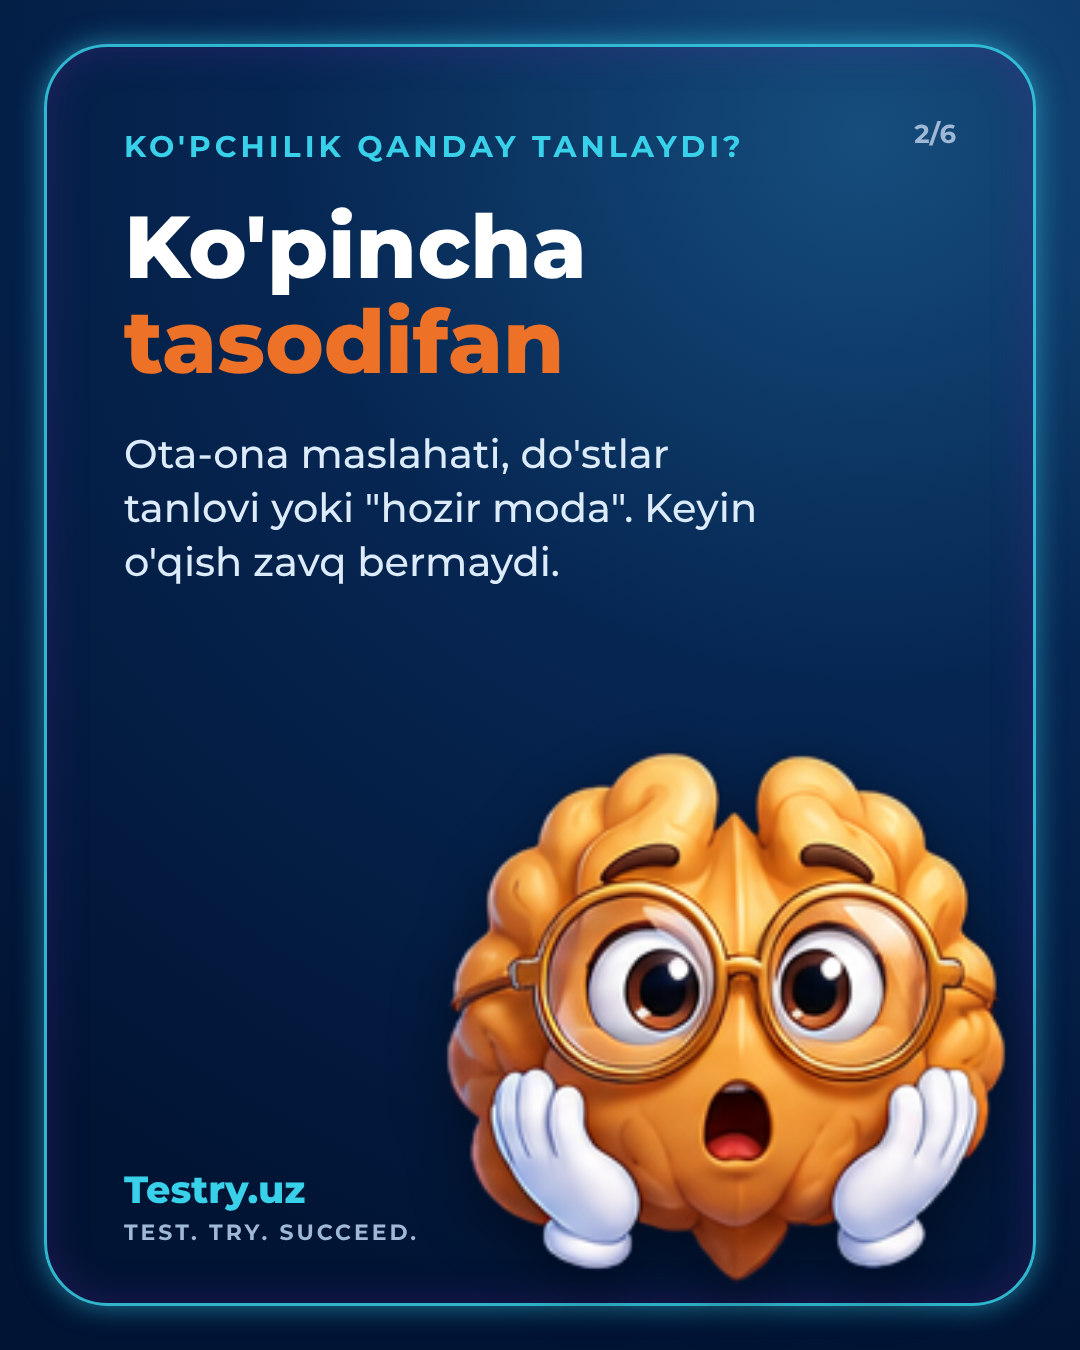 KO'PCHILIK QANDAY TANLAYDI?
2/6
Ko'pincha
tasodifan
Ota-ona maslahati, do'stlar
tanlovi yoki "hozir moda". Keyin
o'qish zavq bermaydi.
Testry.uz
TEST. TRY. SUCCEED.